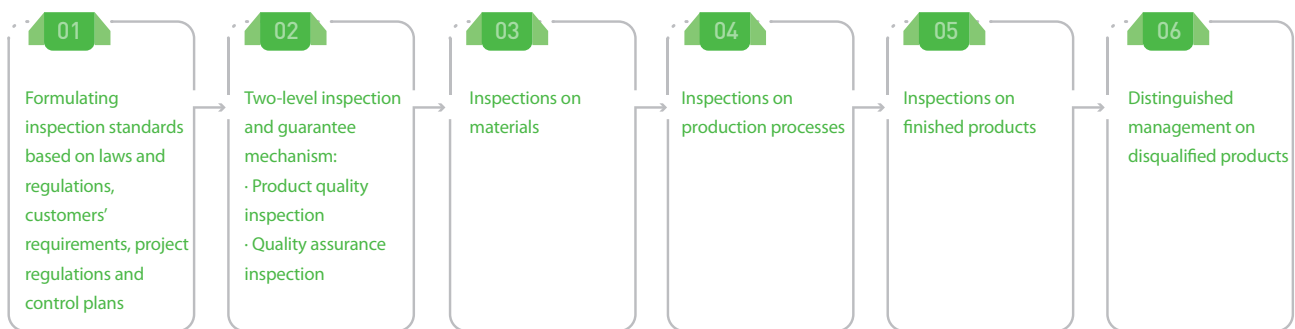 01
Formulating
inspection standards
based on laws and
regulations,
customers’
requirements, project
regulations and
control plans
02
Two-level inspection
and guarantee
mechanism:
· Product quality
inspection
· Quality assurance
inspection
03
Inspections on
materials
04
Inspections on
production processes
05
Inspections on
finished products
06
Distinguished
management on
disqualified products